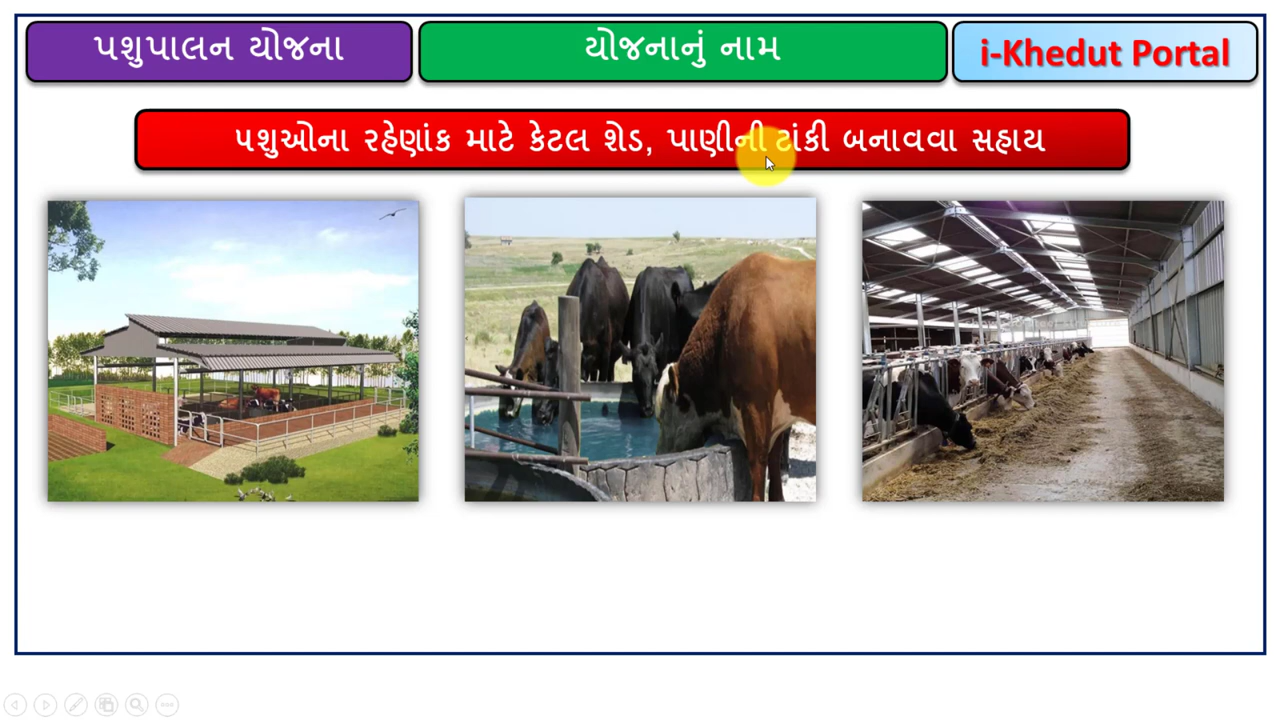 પશુપાલન યોજના
યોજનાનું નામ
i-Khedut Portal
પશુઓના રહેણાંક માટે કેટલ શેડ, પાણીની ટાંકી બનાવવા સહાય